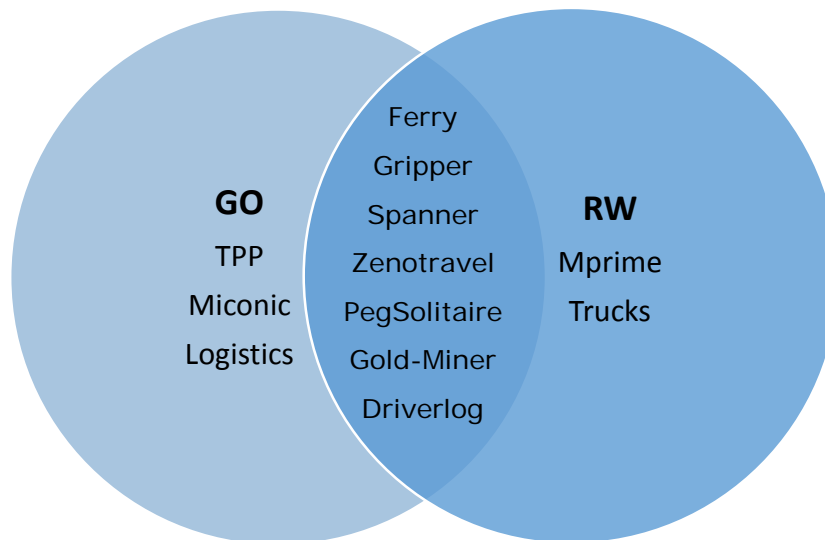 GO
TPP
Miconic
Logistics
Ferry
Gripper
Spanner
Zenotravel
PegSolitaire
Gold-Miner
Driverlog
RW
Mprime
Trucks